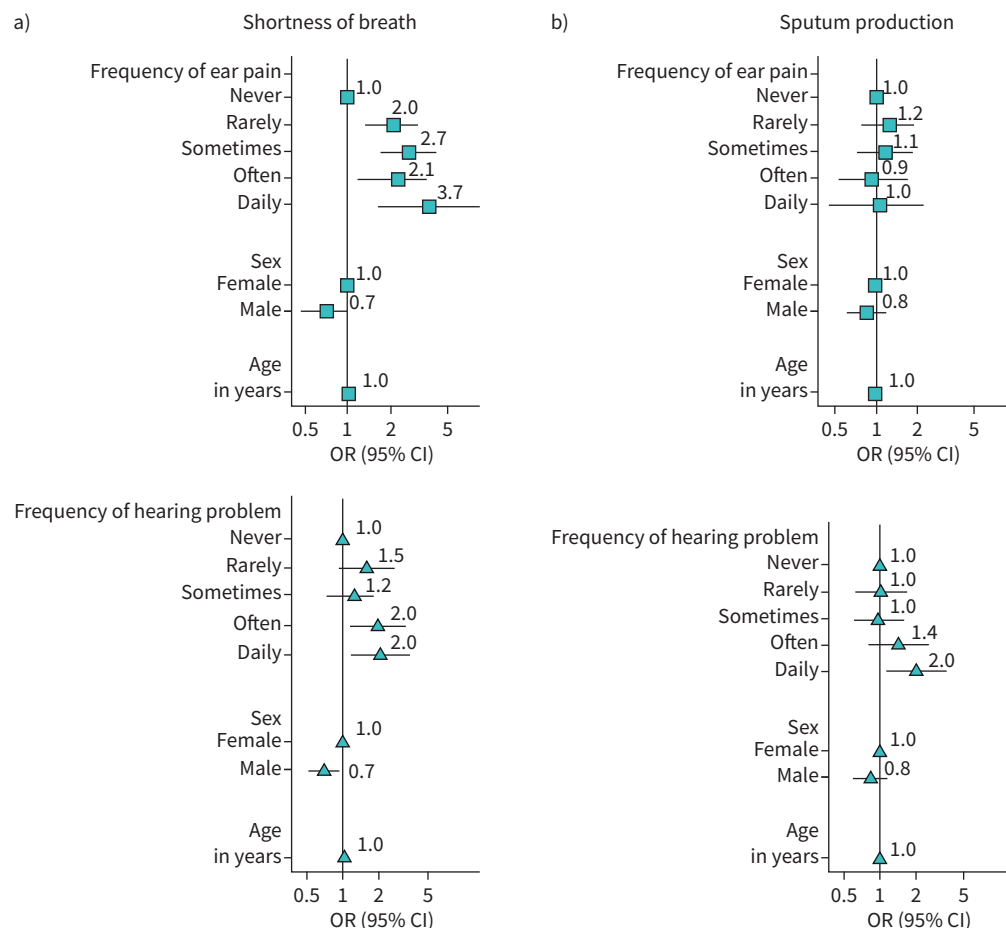 a)
Shortness of breath
Frequency of ear pain
Never 1.0
Rarely 2.0
Sometimes 2.7
Often 2.1
Daily 3.7
Sex
Female 1.0
Male 0.7
Age
in years 1.0
0.5 1 2 5
OR (95% CI)
b)
Sputum production
Frequency of ear pain
Never 1.0
Rarely 1.2
Sometimes 1.1
Often 0.9
Daily 1.0
Sex
Female 1.0
Male 0.8
Age
in years 1.0
0.5 1 2 5
OR (95% CI)
Frequency of hearing problem
Never 1.0
Rarely 1.5
Sometimes 1.2
Often 2.0
Daily 2.0
Sex
Female 1.0
Male 0.7
Age
in years 1.0
0.5 1 2 5
OR (95% CI)
Frequency of hearing problem
Never 1.0
Rarely 1.0
Sometimes 1.0
Often 1.4
Daily 2.0
Sex
Female 1.0
Male 0.8
Age
in years 1.0
0.5 1 2 5
OR (95% CI)